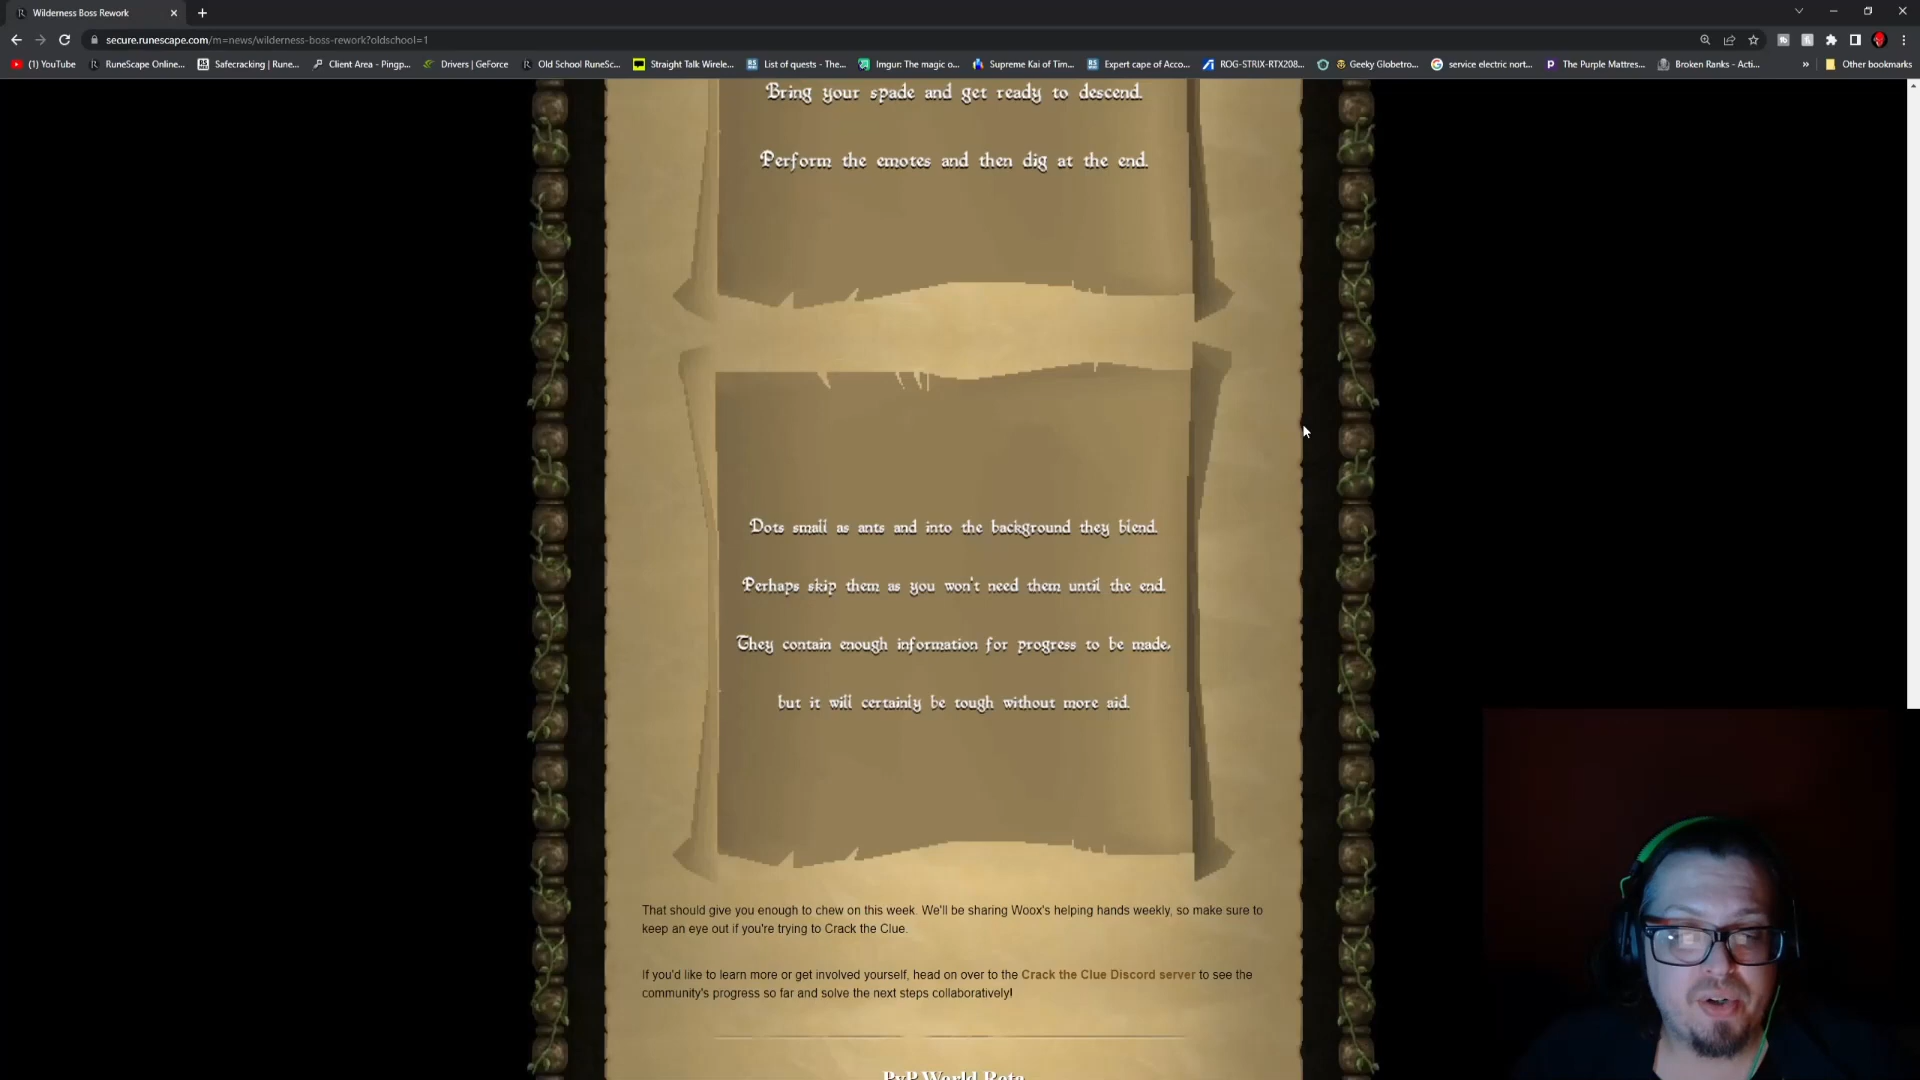 Wilderness Boss Rework
secure.runescape.com/m=news/wilderness-boss-rework?oldschool=1
(1) YouTube
RuneScape Online...
Safecracking | Rune...
Client Area - Pingp...
Drivers | GeForce
Old School RuneSc...
Straight Talk Wirele...
List of quests - The...
Imgur: The magic o...
Supreme Kai of Tim...
Expert cape of Acco...
ROG-STRIX-RTX208...
Geeky Globetro...
service electric nort...
The Purple Mattres...
Broken Ranks - Acti...
Other bookmarks
Bring your spade and get ready to descend.
Perform the emotes and then dig at the end.
Dots small as ants and into the background they blend.
Perhaps skip them as you won't need them until the end.
They contain enough information for progress to be made,
but it will certainly be tough without more aid.
That should give you enough to chew on this week. We'll be sharing Woox's helping hands weekly, so make sure to
keep an eye out if you're trying to Crack the Clue.
If you'd like to learn more or get involved yourself, head on over to the Crack the Clue Discord server to see the
community's progress so far and solve the next steps collaboratively!
PvP World Beta